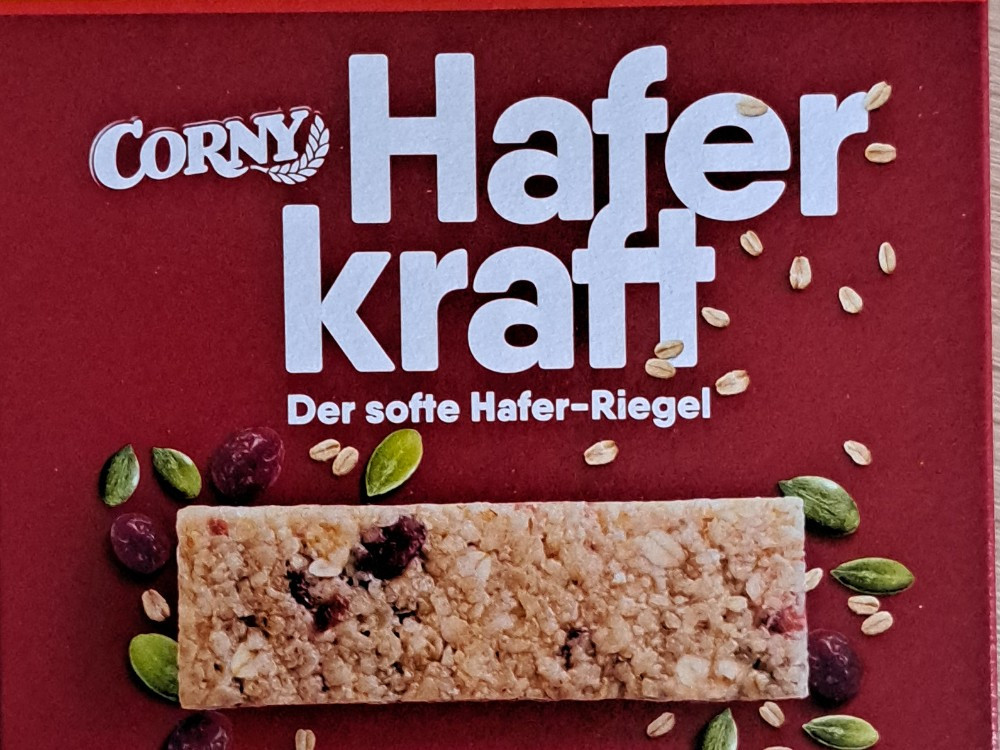 CORNY
Hafer
kraft
Der softe Hafer-Riegel